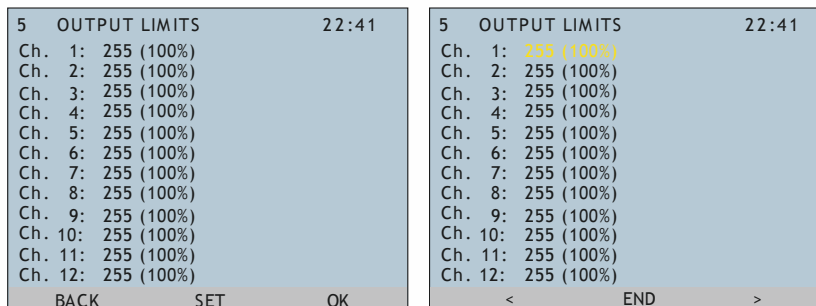 5 OUTPUT LIMITS 22:41
Ch. 1: 255 (100%)
Ch. 2: 255 (100%)
Ch. 3: 255 (100%)
Ch. 4: 255 (100%)
Ch. 5: 255 (100%)
Ch. 6: 255 (100%)
Ch. 7: 255 (100%)
Ch. 8: 255 (100%)
Ch. 9: 255 (100%)
Ch. 10: 255 (100%)
Ch. 11: 255 (100%)
Ch. 12: 255 (100%)
BACK SET OK
5 OUTPUT LIMITS 22:41
Ch. 1: 255 (100%)
Ch. 2: 255 (100%)
Ch. 3: 255 (100%)
Ch. 4: 255 (100%)
Ch. 5: 255 (100%)
Ch. 6: 255 (100%)
Ch. 7: 255 (100%)
Ch. 8: 255 (100%)
Ch. 9: 255 (100%)
Ch. 10: 255 (100%)
Ch. 11: 255 (100%)
Ch. 12: 255 (100%)
< END >